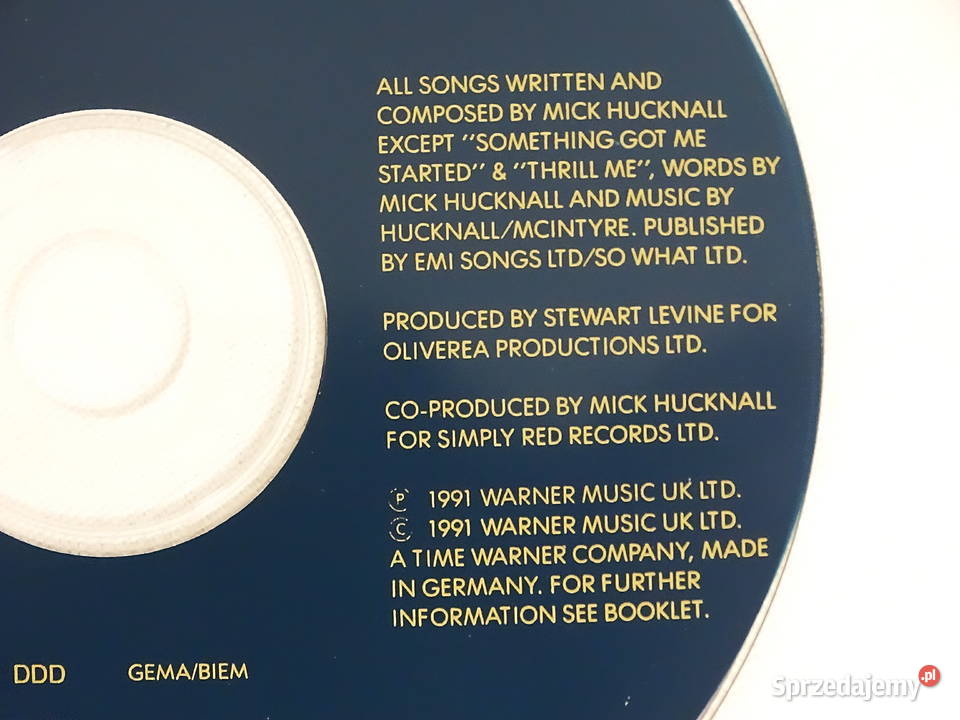 ALL SONGS WRITTEN AND
COMPOSED BY MICK HUCKNALL
EXCEPT "SOMETHING GOT ME
STARTED" & "THRILL ME", WORDS BY
MICK HUCKNALL AND MUSIC BY
HUCKNALL/MCINTYRE. PUBLISHED
BY EMI SONGS LTD/SO WHAT LTD.
PRODUCED BY STEWART LEVINE FOR
OLIVEREA PRODUCTIONS LTD.
CO-PRODUCED BY MICK HUCKNALL
FOR SIMPLY RED RECORDS LTD.
℗ 1991 WARNER MUSIC UK LTD.
© 1991 WARNER MUSIC UK LTD.
A TIME WARNER COMPANY, MADE
IN GERMANY. FOR FURTHER
INFORMATION SEE BOOKLET.
DDD GEMA/BIEM
Sprzedajemy.pl